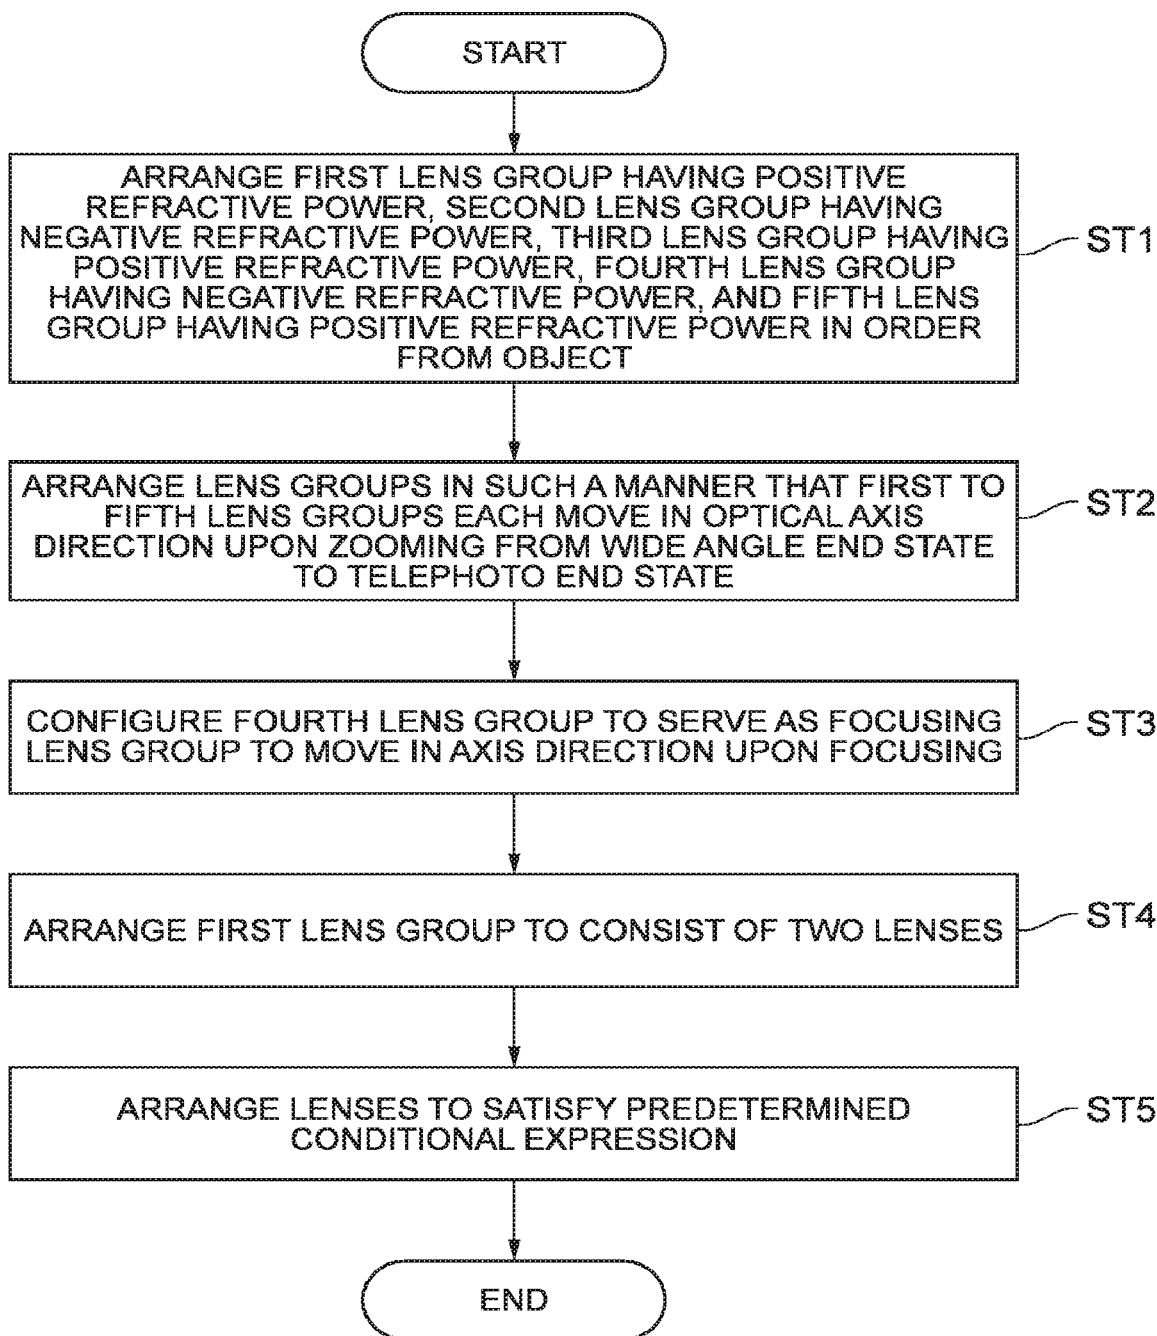 START
ARRANGE FIRST LENS GROUP HAVING POSITIVE
REFRACTIVE POWER, SECOND LENS GROUP HAVING
NEGATIVE REFRACTIVE POWER, THIRD LENS GROUP HAVING
POSITIVE REFRACTIVE POWER, FOURTH LENS GROUP
HAVING NEGATIVE REFRACTIVE POWER, AND FIFTH LENS
GROUP HAVING POSITIVE REFRACTIVE POWER IN ORDER
FROM OBJECT
ST1
ARRANGE LENS GROUPS IN SUCH A MANNER THAT FIRST TO
FIFTH LENS GROUPS EACH MOVE IN OPTICAL AXIS
DIRECTION UPON ZOOMING FROM WIDE ANGLE END STATE
TO TELEPHOTO END STATE
ST2
CONFIGURE FOURTH LENS GROUP TO SERVE AS FOCUSING
LENS GROUP TO MOVE IN AXIS DIRECTION UPON FOCUSING
ST3
ARRANGE FIRST LENS GROUP TO CONSIST OF TWO LENSES
ST4
ARRANGE LENSES TO SATISFY PREDETERMINED
CONDITIONAL EXPRESSION
ST5
END